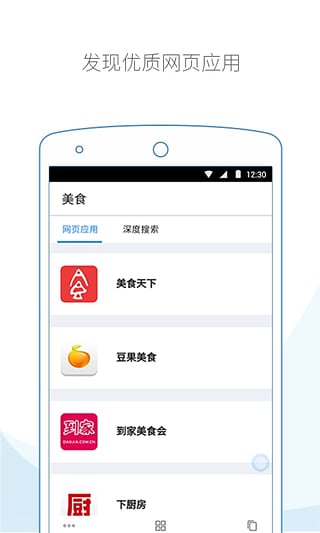 发现优质网页应用
12:30
美食
网页应用
深度搜索
美食天下
豆果美食
到家
DAOJIA.COM.CN
到家美食会
厨
下厨房